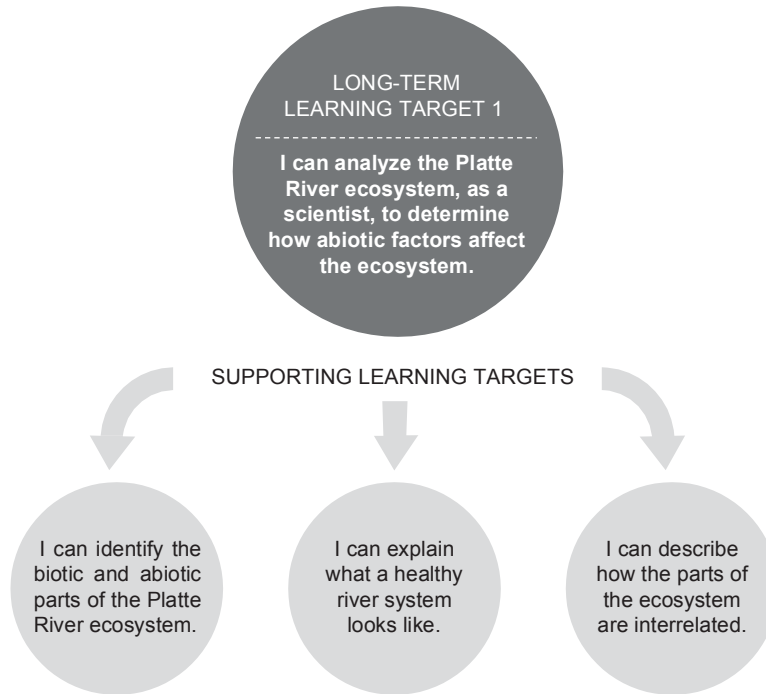 LONG-TERM
LEARNING TARGET 1
I can analyze the Platte
River ecosystem, as a
scientist, to determine
how abiotic factors affect
the ecosystem.
SUPPORTING LEARNING TARGETS
I can identify the
biotic and abiotic
parts of the Platte
River ecosystem.
I can explain
what a healthy
river system
looks like.
I can describe
how the parts of
the ecosystem
are interrelated.